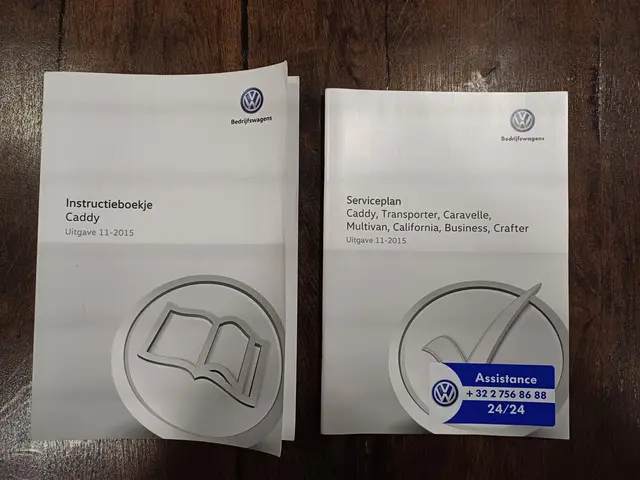 Bedrijfswagens
Instructieboekje
Caddy
Uitgave 11-2015
Bedrijfswagens
Serviceplan
Caddy, Transporter, Caravelle,
Multivan, California, Business, Crafter
Uitgave 11-2015
Assistance
+ 32 2 756 86 88
24/24